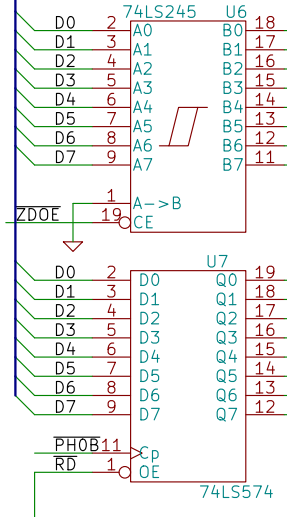 74LS245 U6
D0 2 A0 B0 18
D1 3 A1 B1 17
D2 4 A2 B2 16
D3 5 A3 B3 15
D4 6 A4 B4 14
D5 7 A5 B5 13
D6 8 A6 B6 12
D7 9 A7 B7 11
1 A->B
ZDOE 19 CE
U7
D0 2 D0 Q0 19
D1 3 D1 Q1 18
D2 4 D2 Q2 17
D3 5 D3 Q3 16
D4 6 D4 Q4 15
D5 7 D5 Q5 14
D6 8 D6 Q6 13
D7 9 D7 Q7 12
PH0B 11 Cp
RD 1 OE
74LS574